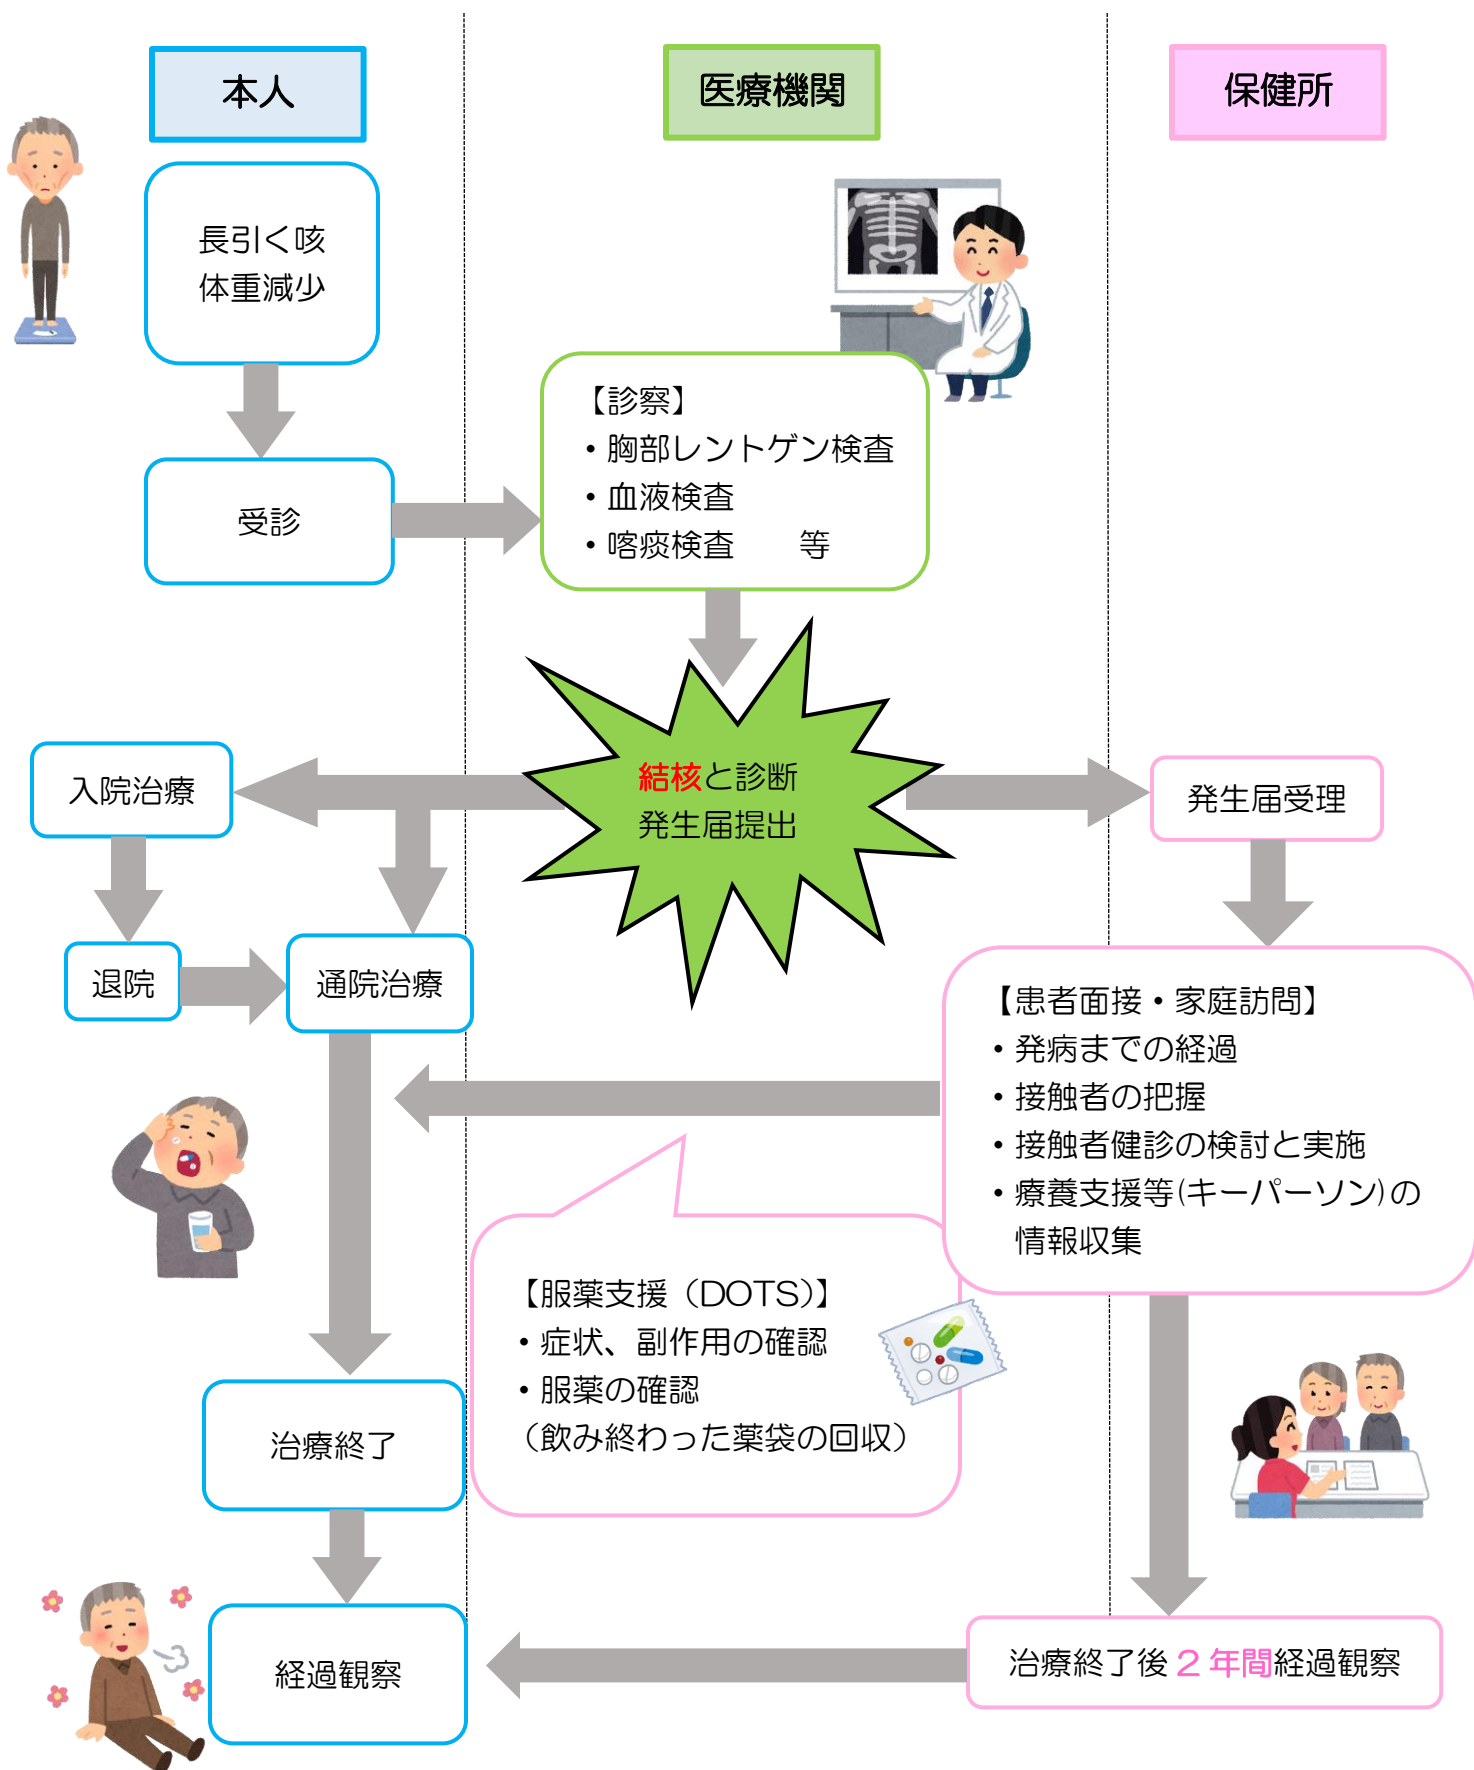 本人
医療機関
保健所
長引く咳
体重減少
受診
【診察】
・胸部レントゲン検査
・血液検査
・喀痰検査　　等
結核と診断
発生届提出
入院治療
発生届受理
退院
通院治療
【患者面接・家庭訪問】
・発病までの経過
・接触者の把握
・接触者健診の検討と実施
・療養支援等(キーパーソン)の
情報収集
【服薬支援（DOTS）】
・症状、副作用の確認
・服薬の確認
（飲み終わった薬袋の回収）
治療終了
経過観察
治療終了後２年間経過観察